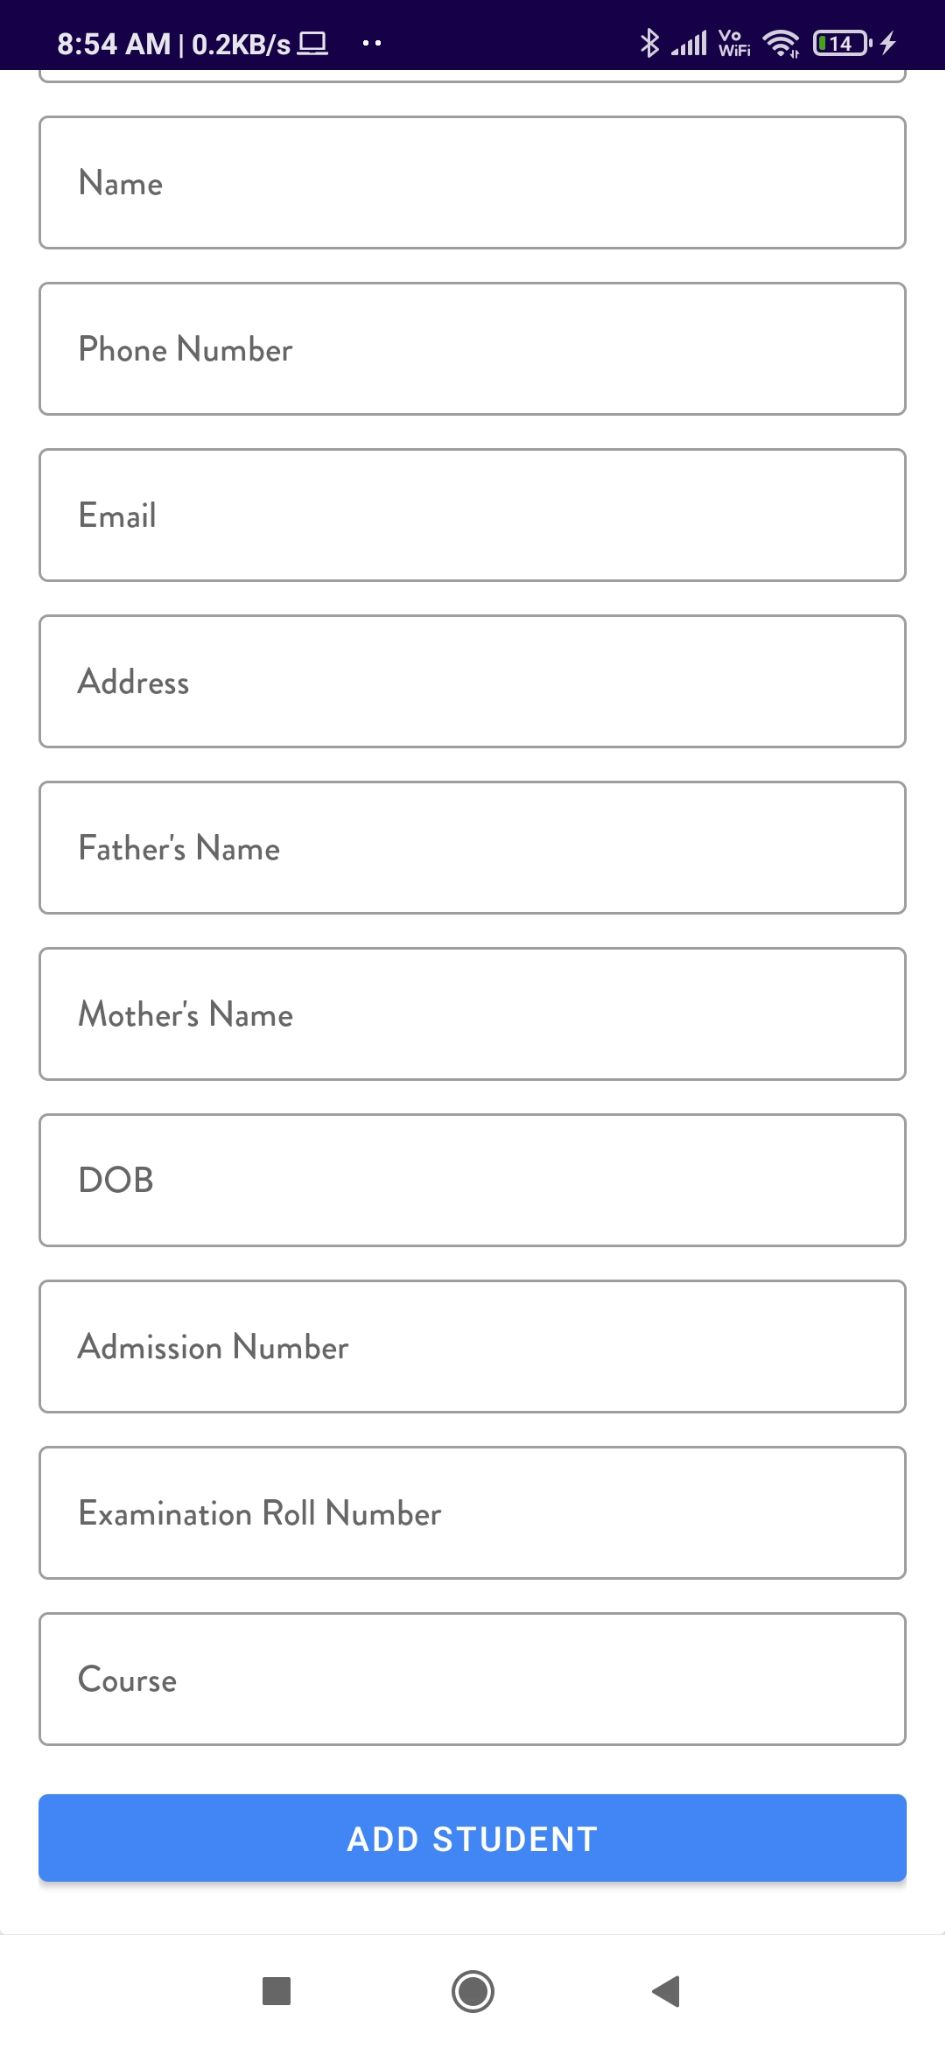 8:54 AM | 0.2KB/s
Vo WiFi
14
Name
Phone Number
Email
Address
Father's Name
Mother's Name
DOB
Admission Number
Examination Roll Number
Course
ADD STUDENT